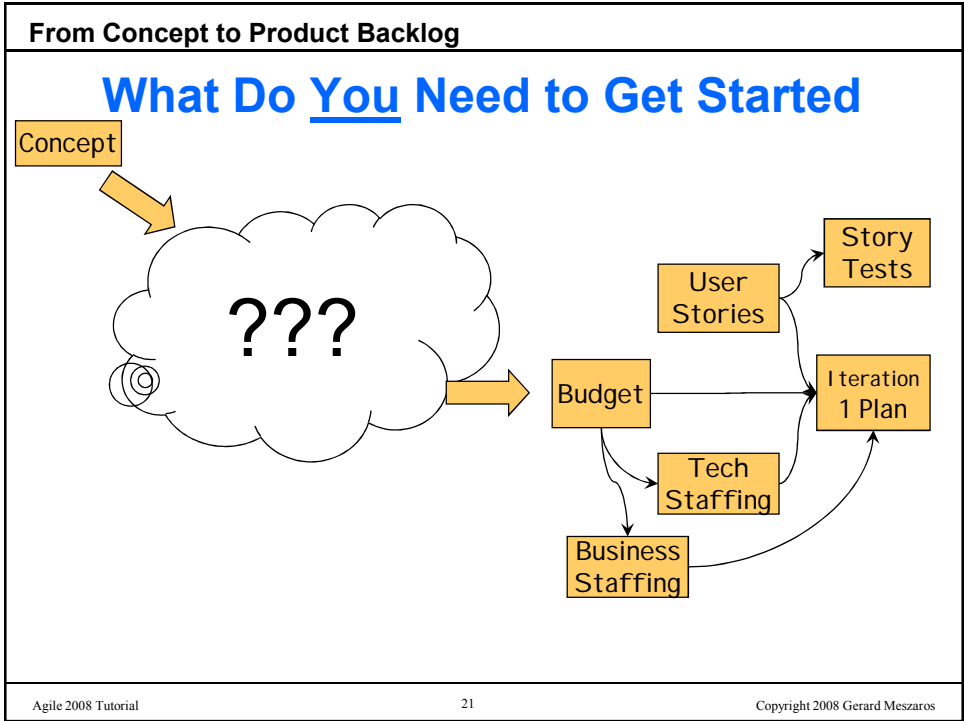 From Concept to Product Backlog
What Do You Need to Get Started
Concept
???
Story
Tests
User
Stories
Budget
Iteration
1 Plan
Tech
Staffing
Business
Staffing
Agile 2008 Tutorial
21
Copyright 2008 Gerard Meszaros